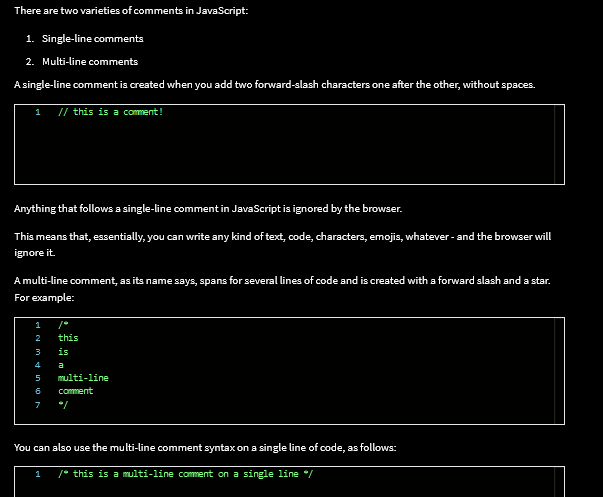 There are two varieties of comments in JavaScript:
1. Single-line comments
2. Multi-line comments
A single-line comment is created when you add two forward-slash characters one after the other, without spaces.
1 // this is a comment!
Anything that follows a single-line comment in JavaScript is ignored by the browser.
This means that, essentially, you can write any kind of text, code, characters, emojis, whatever - and the browser will
ignore it.
A multi-line comment, as its name says, spans for several lines of code and is created with a forward slash and a star.
For example:
1 /*
2 this
3 is
4 a
5 multi-line
6 comment
7 */
You can also use the multi-line comment syntax on a single line of code, as follows:
1 /* this is a multi-line comment on a single line */